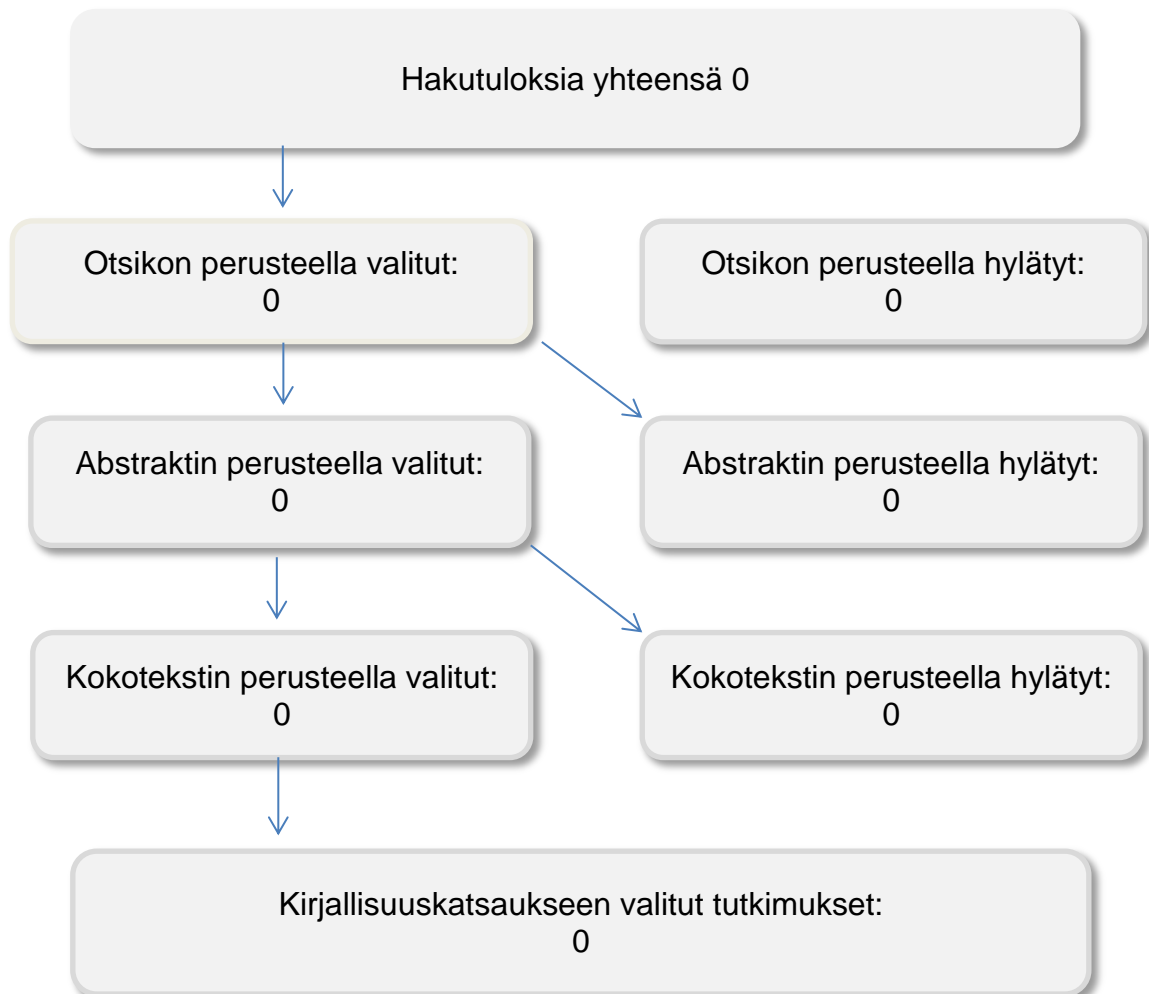 Hakutuloksia yhteensä 0
Otsikon perusteella valitut:
0
Otsikon perusteella hylätyt:
0
Abstraktin perusteella valitut:
0
Abstraktin perusteella hylätyt:
0
Kokotekstin perusteella valitut:
0
Kokotekstin perusteella hylätyt:
0
Kirjallisuuskatsaukseen valitut tutkimukset:
0